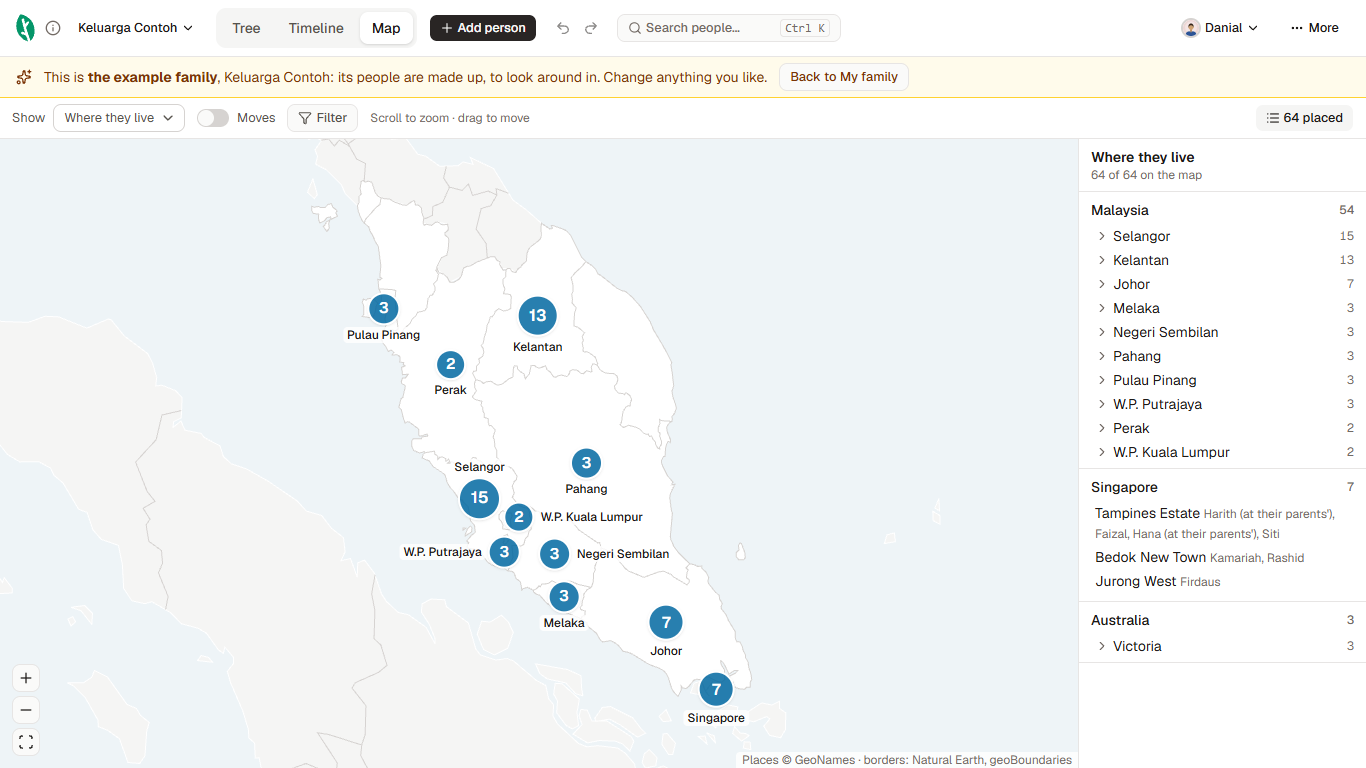 Keluarga Contoh
Tree
Timeline
Map
Add person
Search people...
Ctrl K
Danial
More
This is the example family, Keluarga Contoh: its people are made up, to look around in. Change anything you like.
Back to My family
Show
Where they live
Moves
Filter
Scroll to zoom · drag to move
64 placed
3
Pulau Pinang
13
Kelantan
2
Perak
Selangor
15
3
Pahang
2
W.P. Kuala Lumpur
W.P. Putrajaya
3
3
Negeri Sembilan
3
Melaka
7
Johor
7
Singapore
Places © GeoNames · borders: Natural Earth, geoBoundaries
Where they live
64 of 64 on the map
Malaysia 54
Selangor 15
Kelantan 13
Johor 7
Melaka 3
Negeri Sembilan 3
Pahang 3
Pulau Pinang 3
W.P. Putrajaya 3
Perak 2
W.P. Kuala Lumpur 2
Singapore 7
Tampines Estate Harith (at their parents'),
Faizal, Hana (at their parents'), Siti
Bedok New Town Kamariah, Rashid
Jurong West Firdaus
Australia 3
Victoria 3